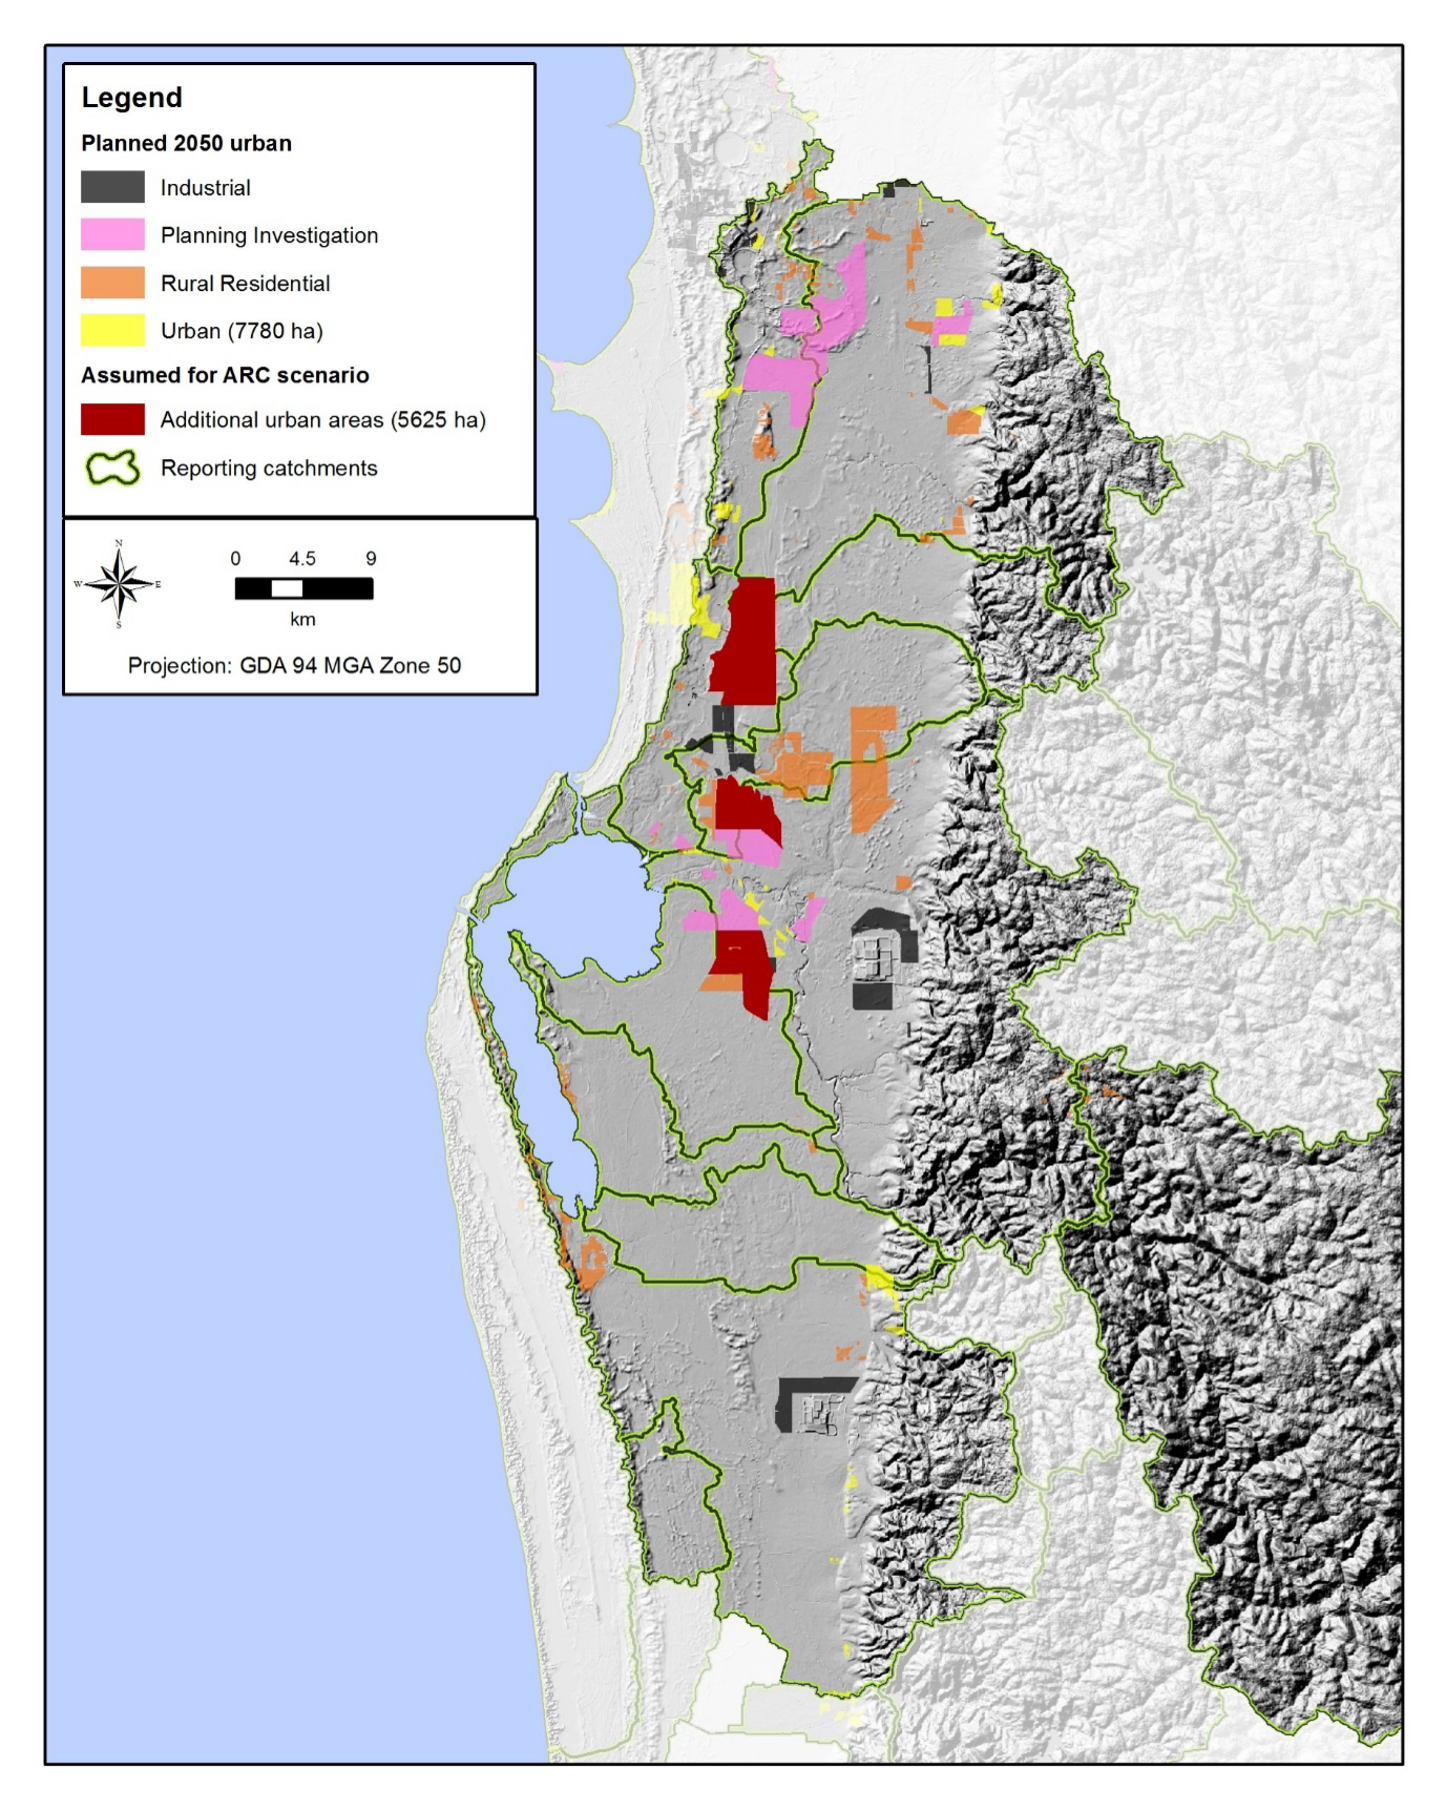 Legend
Planned 2050 urban
Industrial
Planning Investigation
Rural Residential
Urban (7780 ha)
Assumed for ARC scenario
Additional urban areas (5625 ha)
Reporting catchments
N
W E
S
0 4.5 9
km
Projection: GDA 94 MGA Zone 50